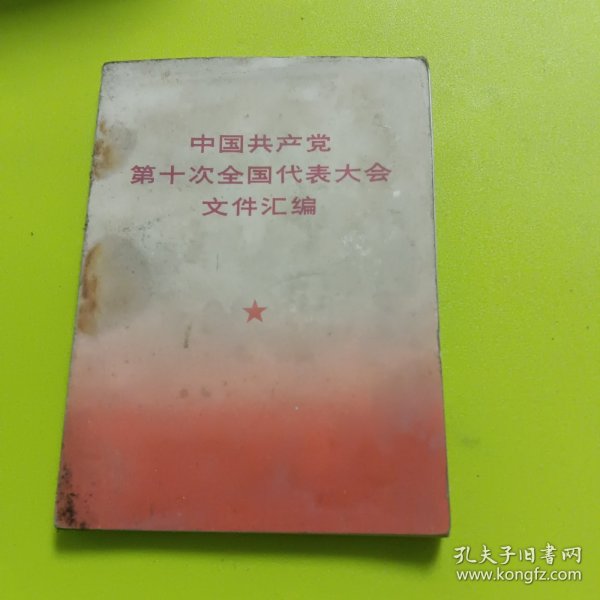 中国共产党
第十次全国代表大会
文件汇编
孔夫子旧书网
www.kongfz.com